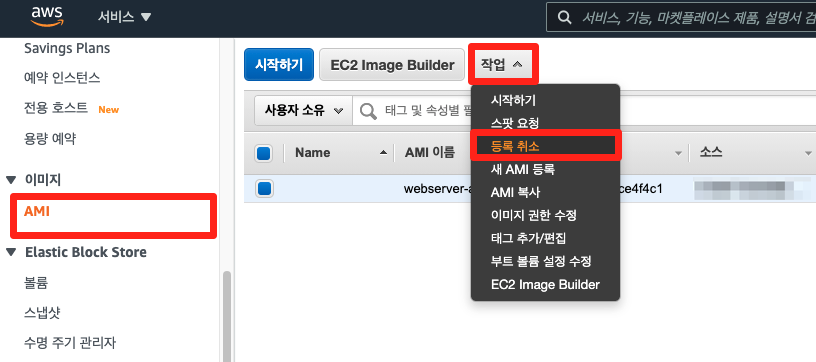 aws
서비스
서비스, 기능, 마켓플레이스 제품, 설명서 검
Savings Plans
예약 인스턴스
전용 호스트 New
용량 예약
이미지
AMI
Elastic Block Store
볼륨
스냅샷
수명 주기 관리자
시작하기 EC2 Image Builder 작업
사용자 소유 태그 및 속성별
Name AMI 이름 소스
webserver-a ce4f4c1
시작하기
스팟 요청
등록 취소
새 AMI 등록
AMI 복사
이미지 권한 수정
태그 추가/편집
부트 볼륨 설정 수정
EC2 Image Builder